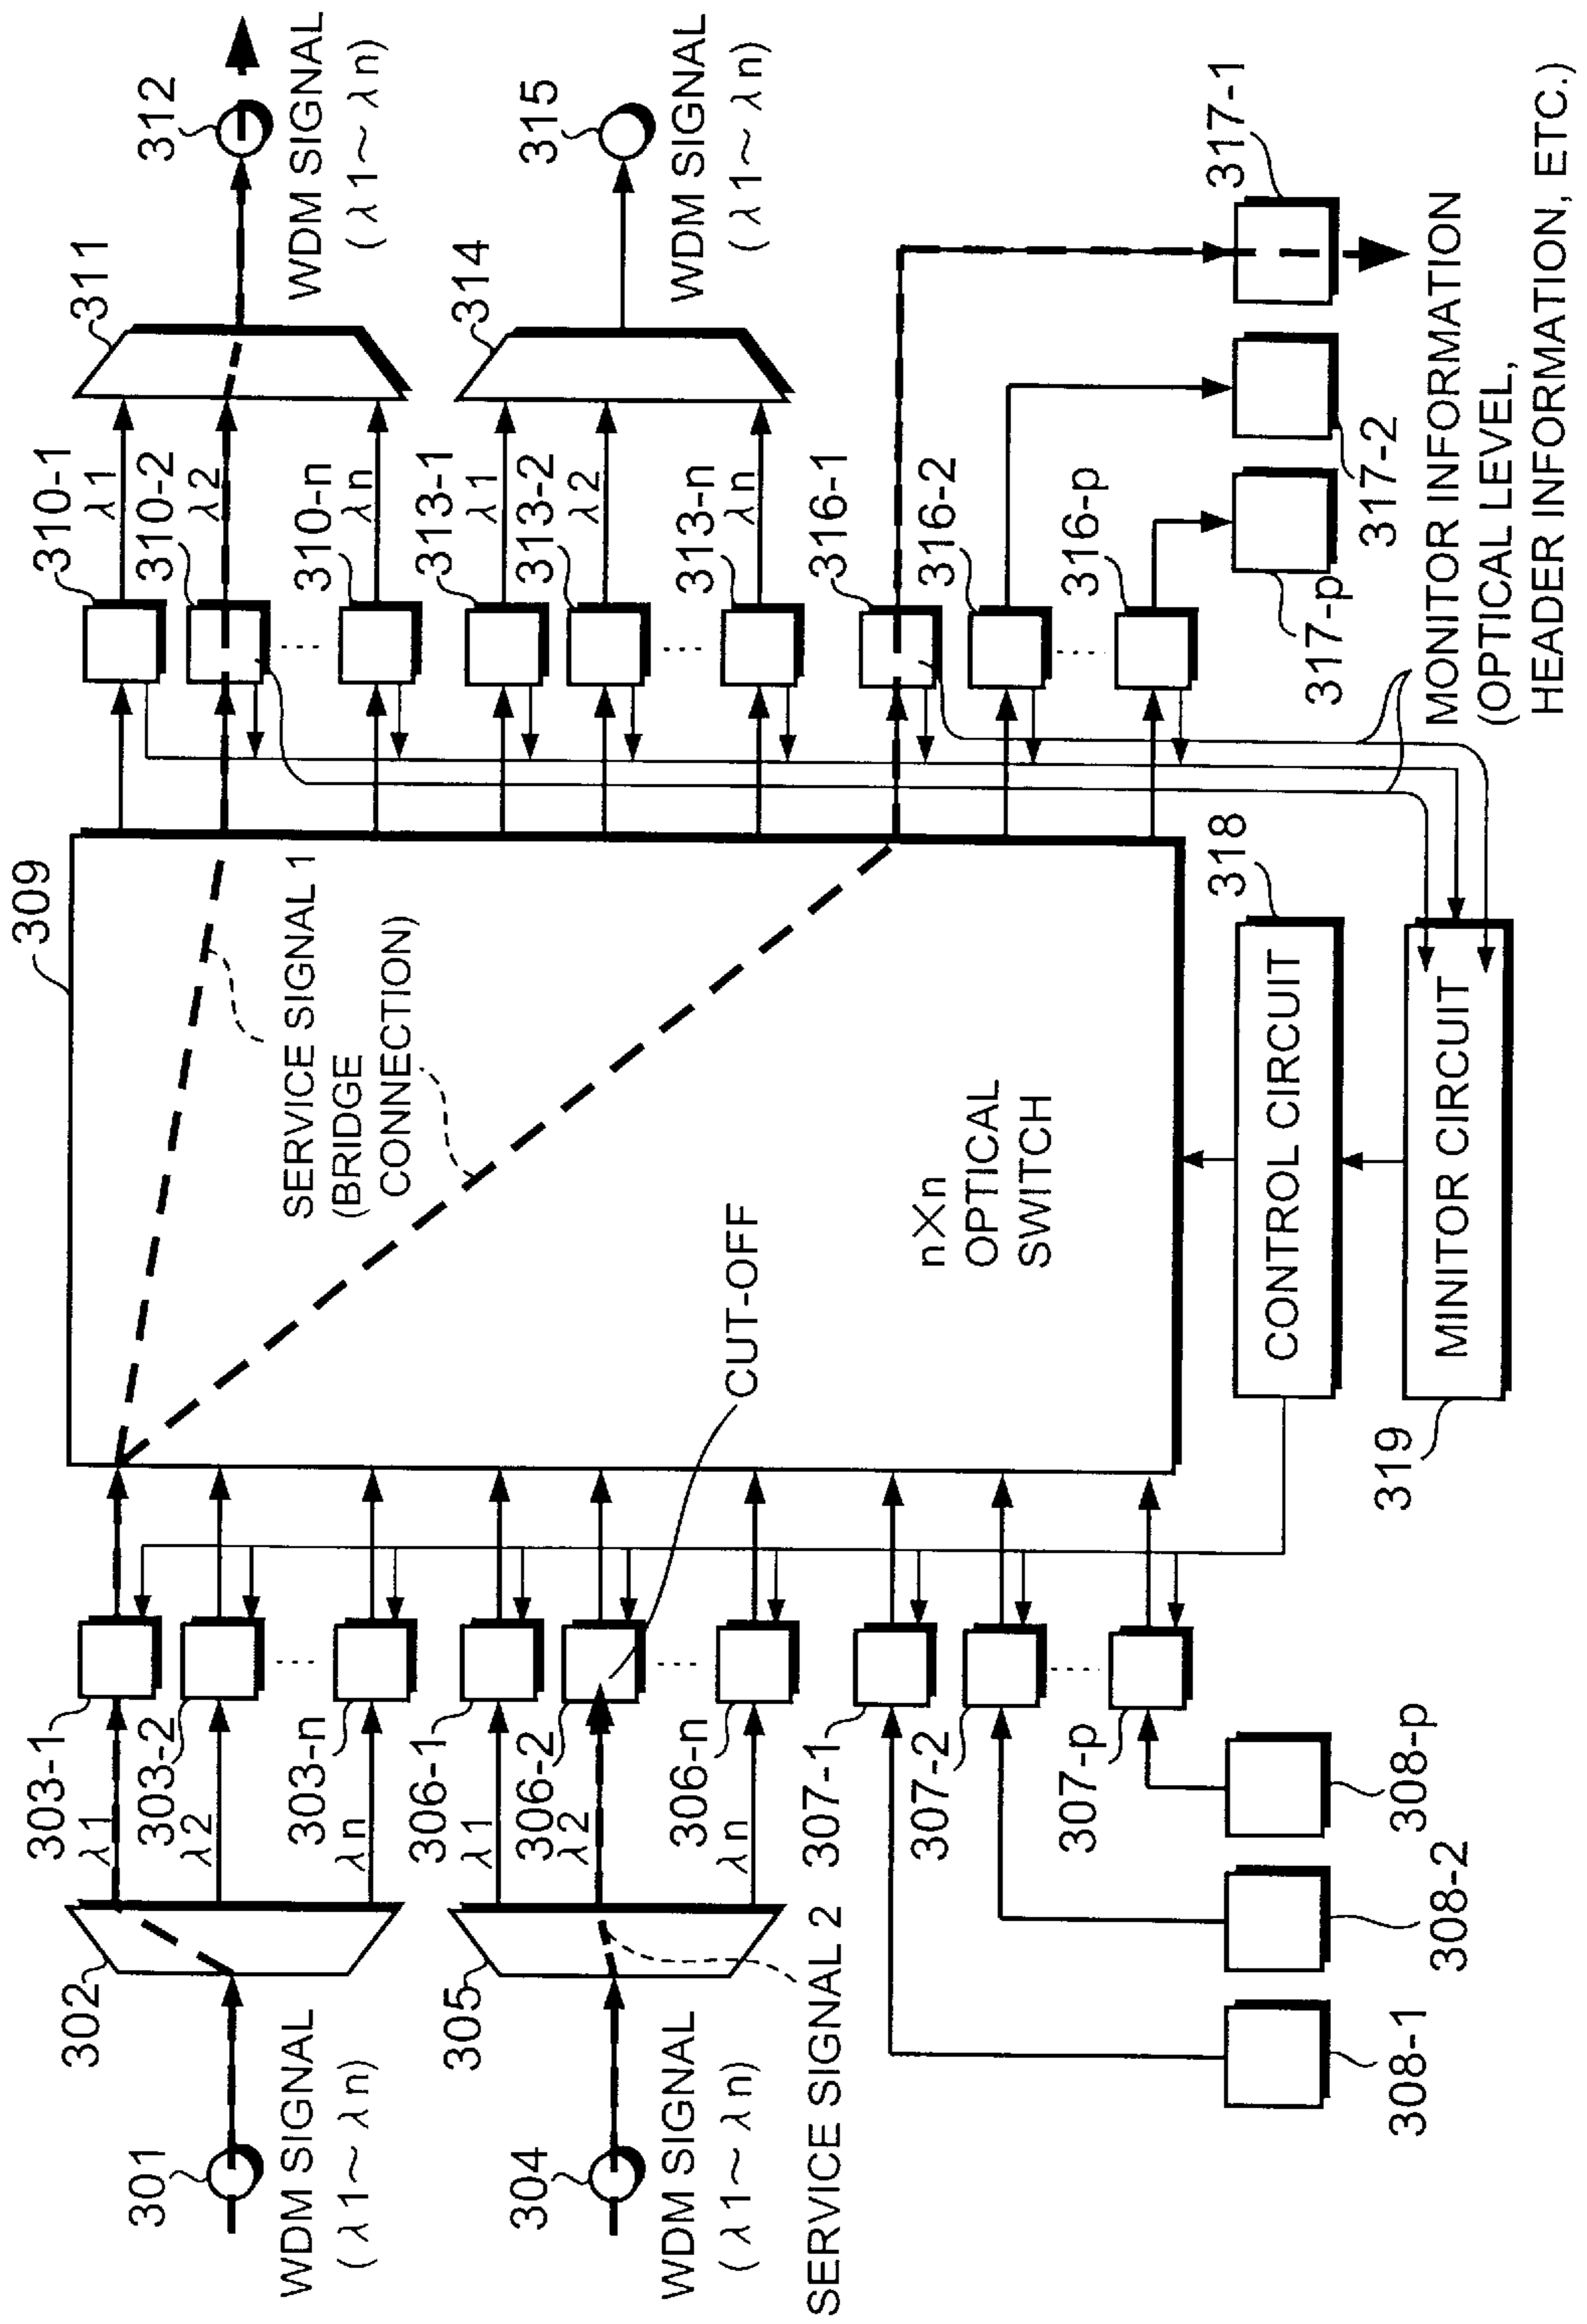 301
WDM SIGNAL
(λ1~λn)
302
303-1
λ1
303-2
λ2
303-n
λn
304
WDM SIGNAL
(λ1~λn)
305
SERVICE SIGNAL 2
306-1
λ1
306-2
λ2
306-n
λn
307-1
307-2
307-p
308-1
308-2
308-p
CUT-OFF
309
SERVICE SIGNAL 1
(BRIDGE
CONNECTION)
n×n
OPTICAL
SWITCH
318
CONTROL CIRCUIT
319
MINITOR CIRCUIT
310-1
λ1
310-2
λ2
310-n
λn
311
312
WDM SIGNAL
(λ1~λn)
313-1
λ1
313-2
λ2
313-n
λn
314
315
WDM SIGNAL
(λ1~λn)
316-1
316-2
316-p
317-1
317-2
317-p
MONITOR INFORMATION
(OPTICAL LEVEL,
HEADER INFORMATION, ETC.)